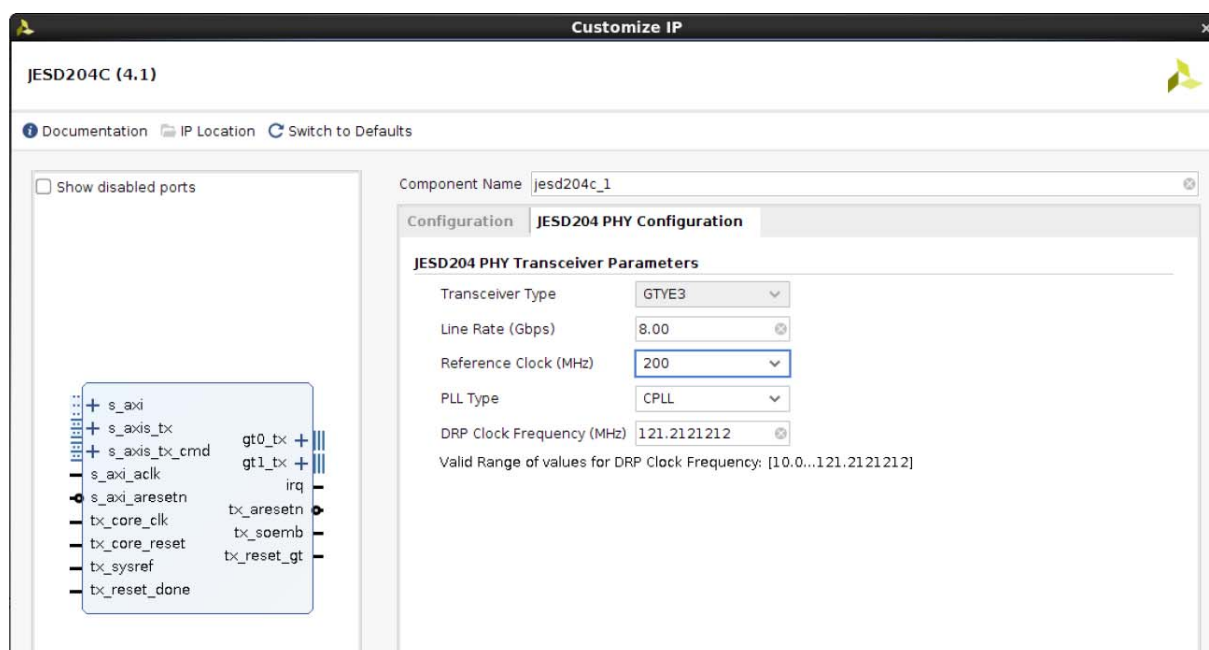 Customize IP
JESD204C (4.1)
Documentation IP Location Switch to Defaults
Show disabled ports
s_axi
s_axis_tx
s_axis_tx_cmd
s_axi_aclk
s_axi_aresetn
tx_core_clk
tx_core_reset
tx_sysref
tx_reset_done
gt0_tx
gt1_tx
irq
tx_aresetn
tx_soemb
tx_reset_gt
Component Name jesd204c_1
Configuration JESD204 PHY Configuration
JESD204 PHY Transceiver Parameters
Transceiver Type GTYE3
Line Rate (Gbps) 8.00
Reference Clock (MHz) 200
PLL Type CPLL
DRP Clock Frequency (MHz) 121.2121212
Valid Range of values for DRP Clock Frequency: [10.0...121.2121212]